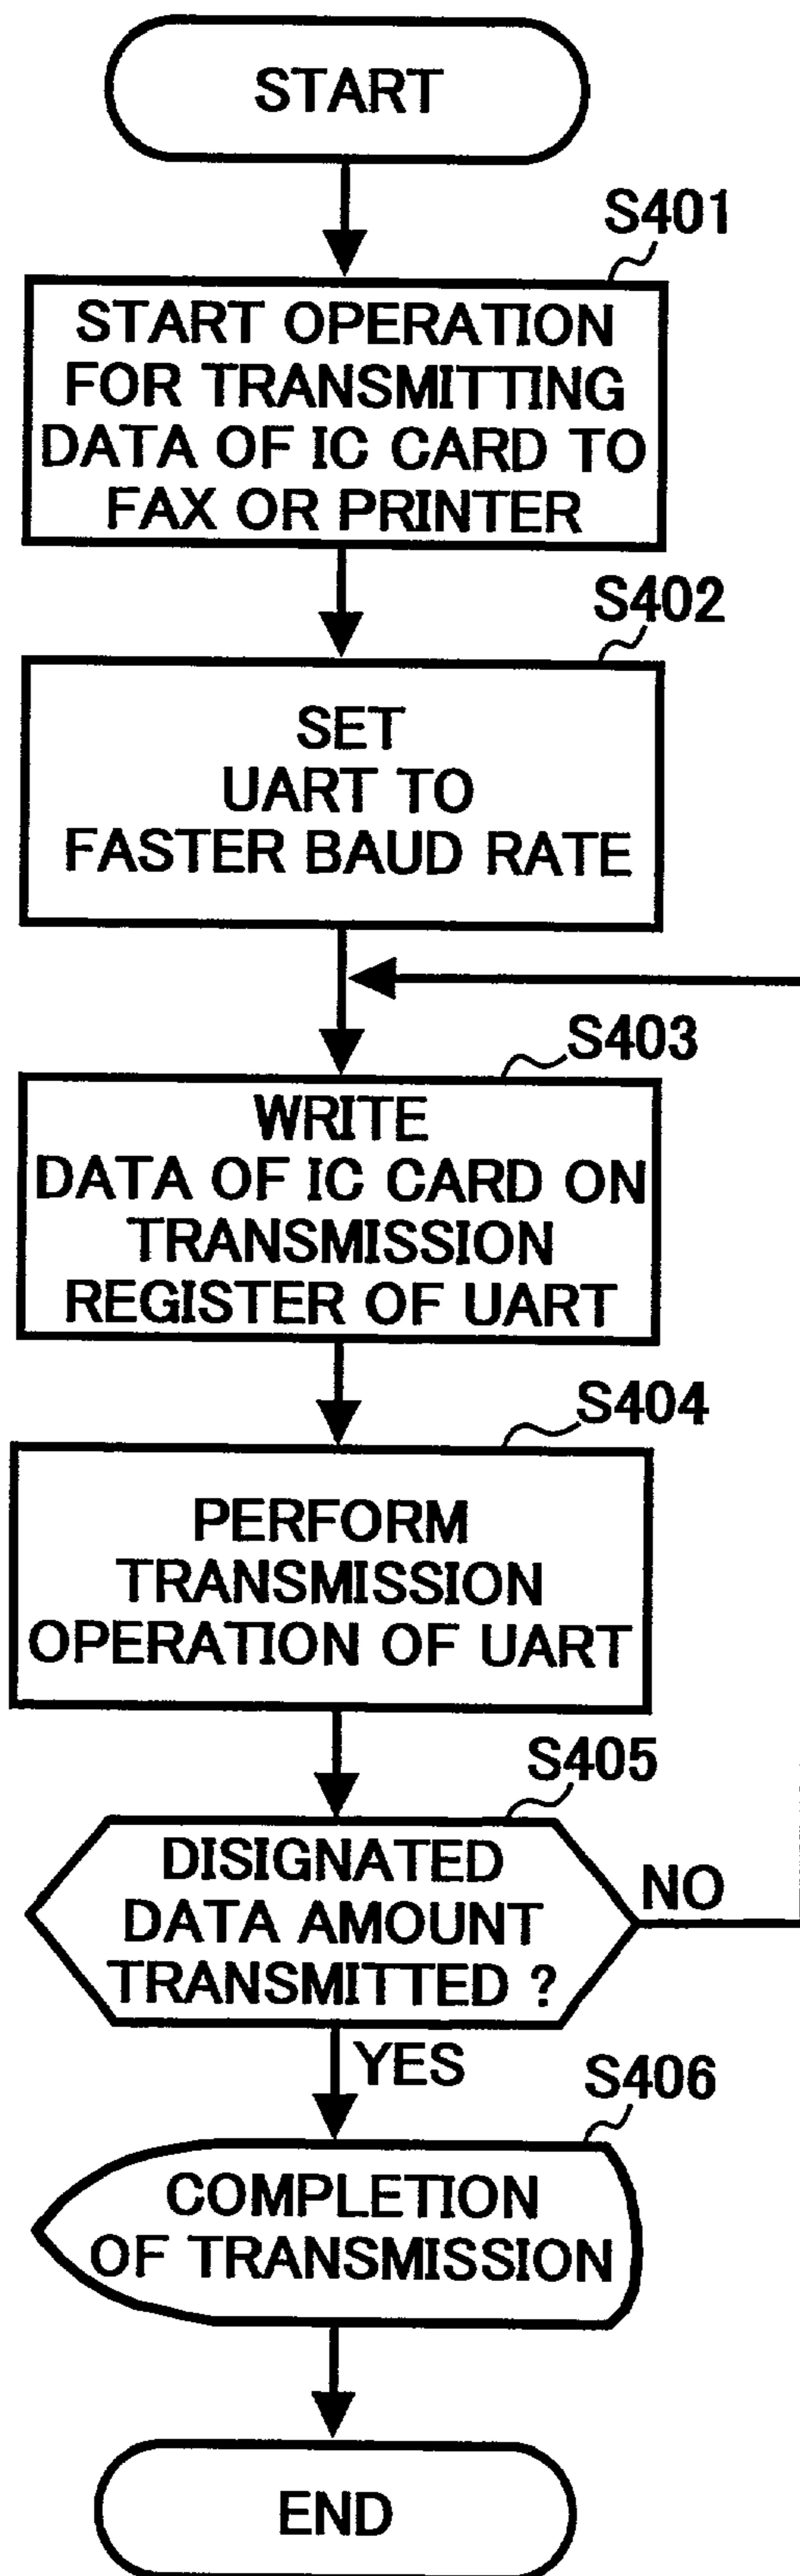 START
S401
START OPERATION
FOR TRANSMITTING
DATA OF IC CARD TO
FAX OR PRINTER
S402
SET
UART TO
FASTER BAUD RATE
S403
WRITE
DATA OF IC CARD ON
TRANSMISSION
REGISTER OF UART
S404
PERFORM
TRANSMISSION
OPERATION OF UART
S405
DISIGNATED
DATA AMOUNT
TRANSMITTED ?
NO
YES
S406
COMPLETION
OF TRANSMISSION
END